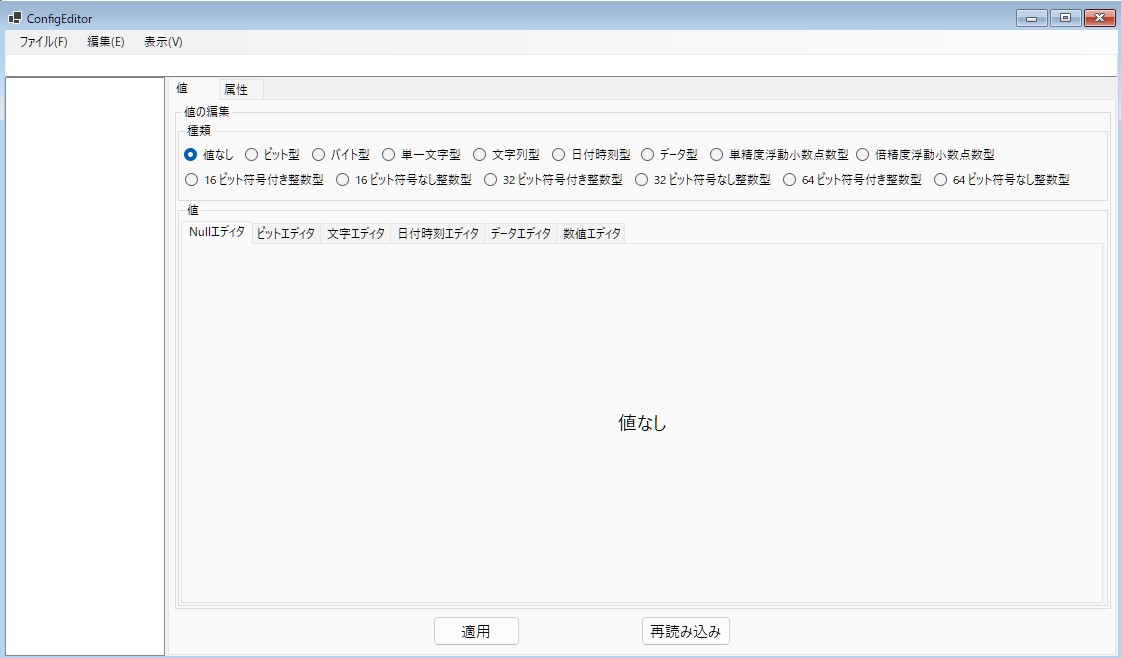 ConfigEditor
ファイル(F) 編集(E) 表示(V)
値 属性
値の編集
種類
値なし ビット型 バイト型 単一文字型 文字列型 日付時刻型 データ型 単精度浮動小数点数型 倍精度浮動小数点数型
16 ビット符号付き整数型 16 ビット符号なし整数型 32 ビット符号付き整数型 32 ビット符号なし整数型 64 ビット符号付き整数型 64 ビット符号なし整数型
値
Nullエディタ ビットエディタ 文字エディタ 日付時刻エディタ データエディタ 数値エディタ
値なし
適用 再読み込み